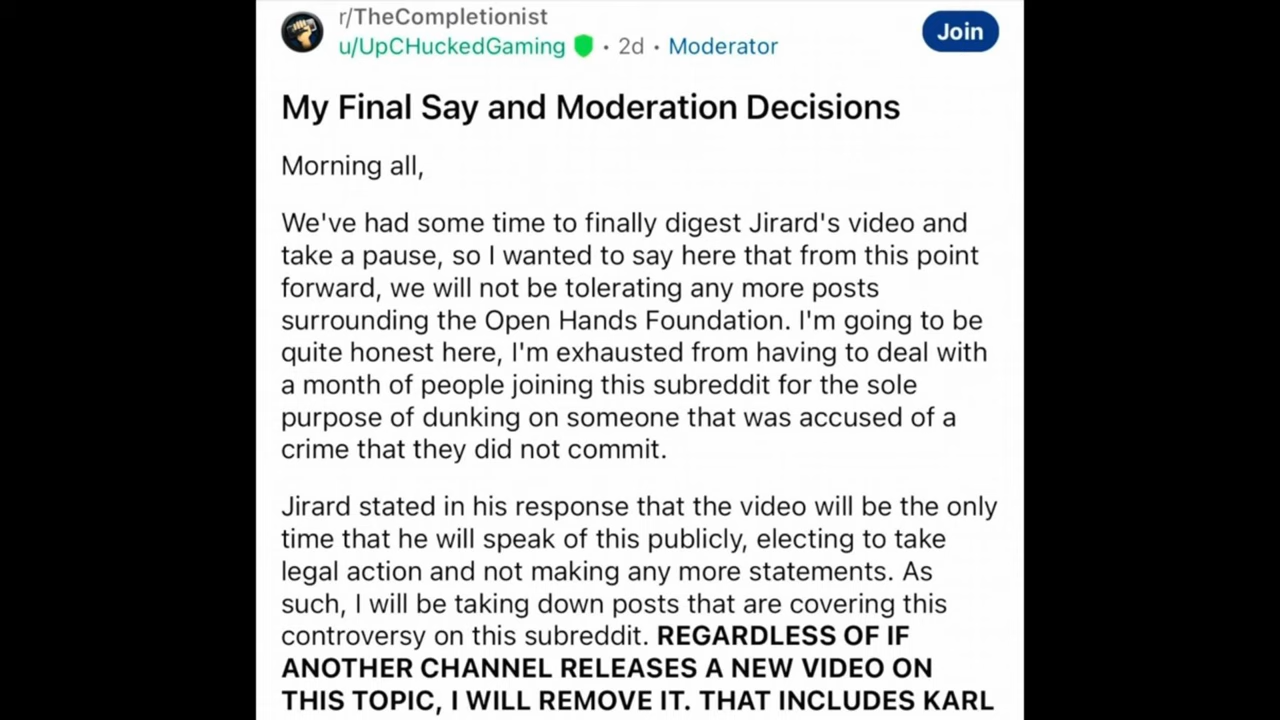 r/TheCompletionist
u/UpCHuckedGaming • 2d • Moderator
Join
My Final Say and Moderation Decisions
Morning all,
We've had some time to finally digest Jirard's video and
take a pause, so I wanted to say here that from this point
forward, we will not be tolerating any more posts
surrounding the Open Hands Foundation. I'm going to be
quite honest here, I'm exhausted from having to deal with
a month of people joining this subreddit for the sole
purpose of dunking on someone that was accused of a
crime that they did not commit.
Jirard stated in his response that the video will be the only
time that he will speak of this publicly, electing to take
legal action and not making any more statements. As
such, I will be taking down posts that are covering this
controversy on this subreddit. REGARDLESS OF IF
ANOTHER CHANNEL RELEASES A NEW VIDEO ON
THIS TOPIC, I WILL REMOVE IT. THAT INCLUDES KARL